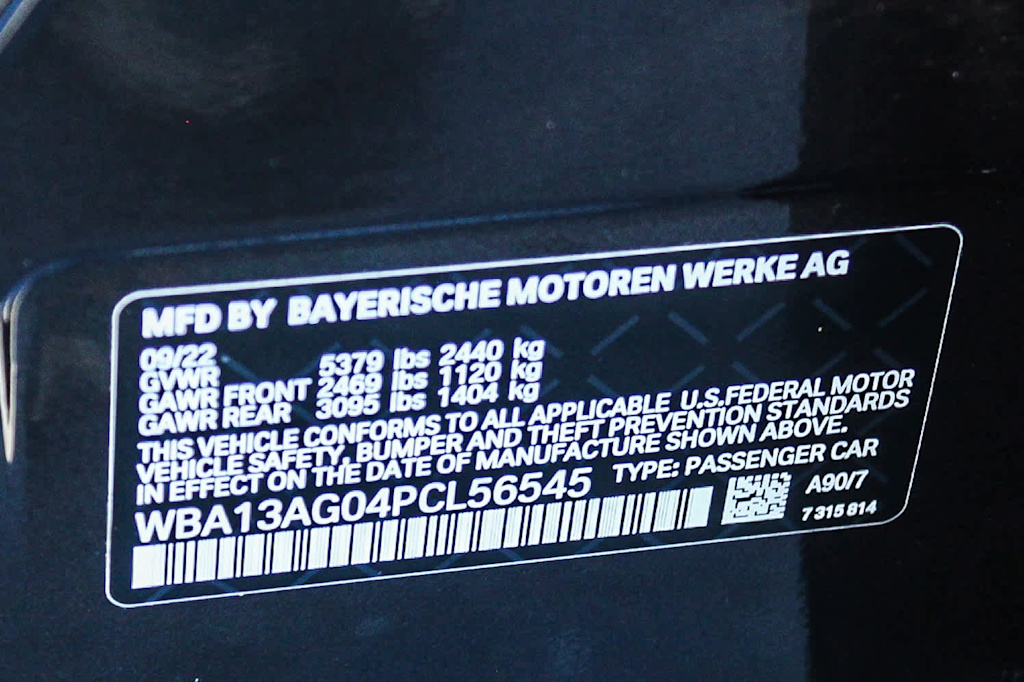 MFD BY BAYERISCHE MOTOREN WERKE AG
09/22
GVWR 5379 lbs 2440 kg
GAWR FRONT 2469 lbs 1120 kg
GAWR REAR 3095 lbs 1404 kg
THIS VEHICLE CONFORMS TO ALL APPLICABLE U.S.FEDERAL MOTOR
VEHICLE SAFETY, BUMPER AND THEFT PREVENTION STANDARDS
IN EFFECT ON THE DATE OF MANUFACTURE SHOWN ABOVE.
WBA13AG04PCL56545 TYPE: PASSENGER CAR
A90/7
7 315 814